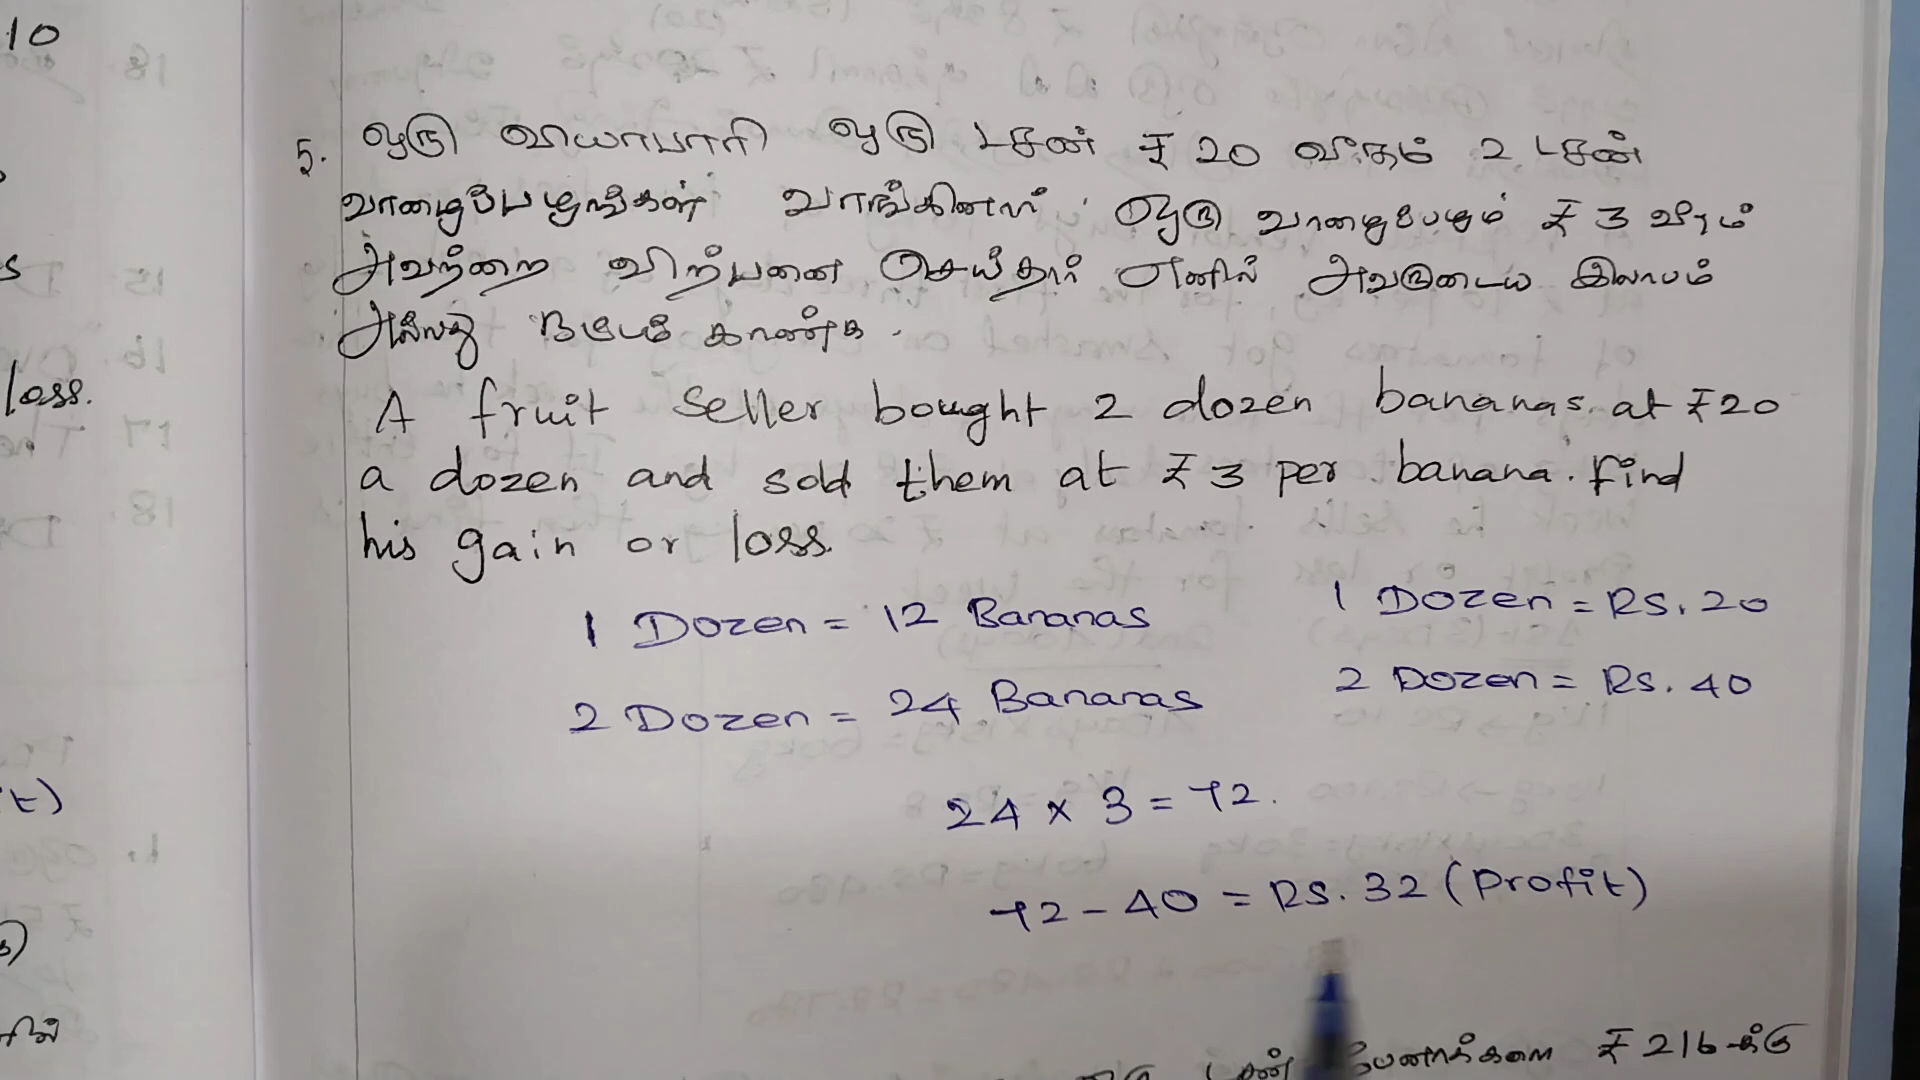 10
5. ஒரு வியாபாரி ஒரு டசன் ₹ 20 வீதம் 2 டசன்
வாழைப்பழங்கள் வாங்கினார். ஒரு வாழைப்பழம் ₹ 3 வீதம்
அவற்றை விற்பனை செய்தார் எனில் அவருடைய இலாபம்
அல்லது நட்டம் காண்க.
loss.
A fruit seller bought 2 dozen bananas at ₹20
a dozen and sold them at ₹ 3 per banana. find
his gain or loss.
1 Dozen = 12 Bananas 1 Dozen = RS. 20
2 Dozen = 24 Bananas 2 Dozen = RS. 40
24 x 3 = 72.
72 - 40 = RS. 32 (Profit)
₹ 216-க்கு